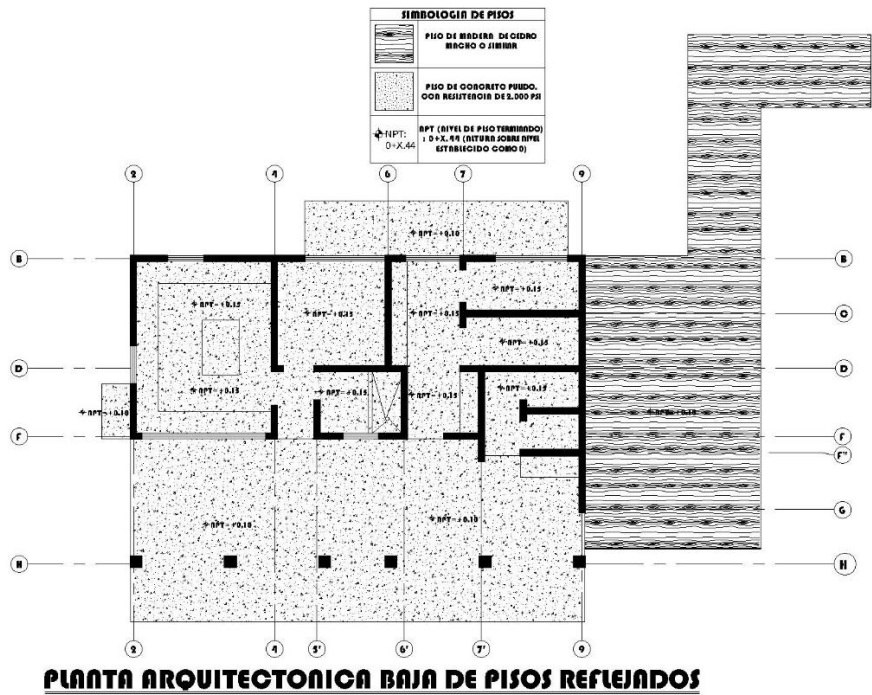 SIMBOLOGIA DE PISOS
PISO DE MADERA DE CEDRO
MACHO O SIMILAR
PISO DE CONCRETO PULIDO,
CON RESISTENCIA DE 2.000 PSI
NPT:
0+X.44
NPT (NIVEL DE PISO TERMINADO)
: 0+X.44 (ALTURA SOBRE NIVEL
ESTABLECIDO COMO 0)
2 4 6 7 9
NPT- +0.10
B B
NPT- +0.15
NPT- +0.15
NPT- +0.15 NPT- +0.15
C
NPT- +0.15
D D
NPT- +0.15 NPT- +0.15 NPT- +0.15 NPT- +0.15
NPT- +0.10
NPT- +0.10
F F
F"
G
NPT- +0.10 NPT- +0.10
H H
2 4 5' 6' 7' 9
PLANTA ARQUITECTONICA BAJA DE PISOS REFLEJADOS